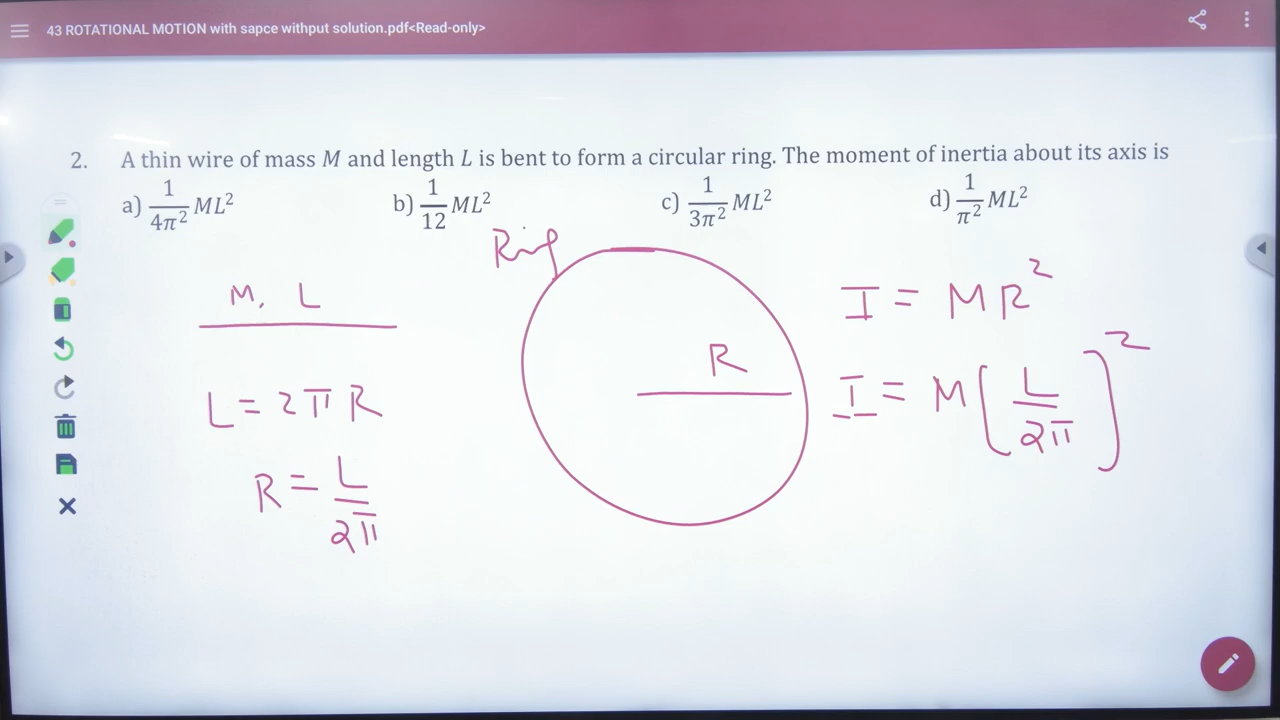 43 ROTATIONAL MOTION with sapce withput solution.pdf<Read-only>
2. A thin wire of mass M and length L is bent to form a circular ring. The moment of inertia about its axis is
a) 1/4π² ML² b) 1/12 ML² c) 1/3π² ML² d) 1/π² ML²
Ring
M, L
I = MR²
R
L = 2πR
I = M(L/2π)²
R = L/2π